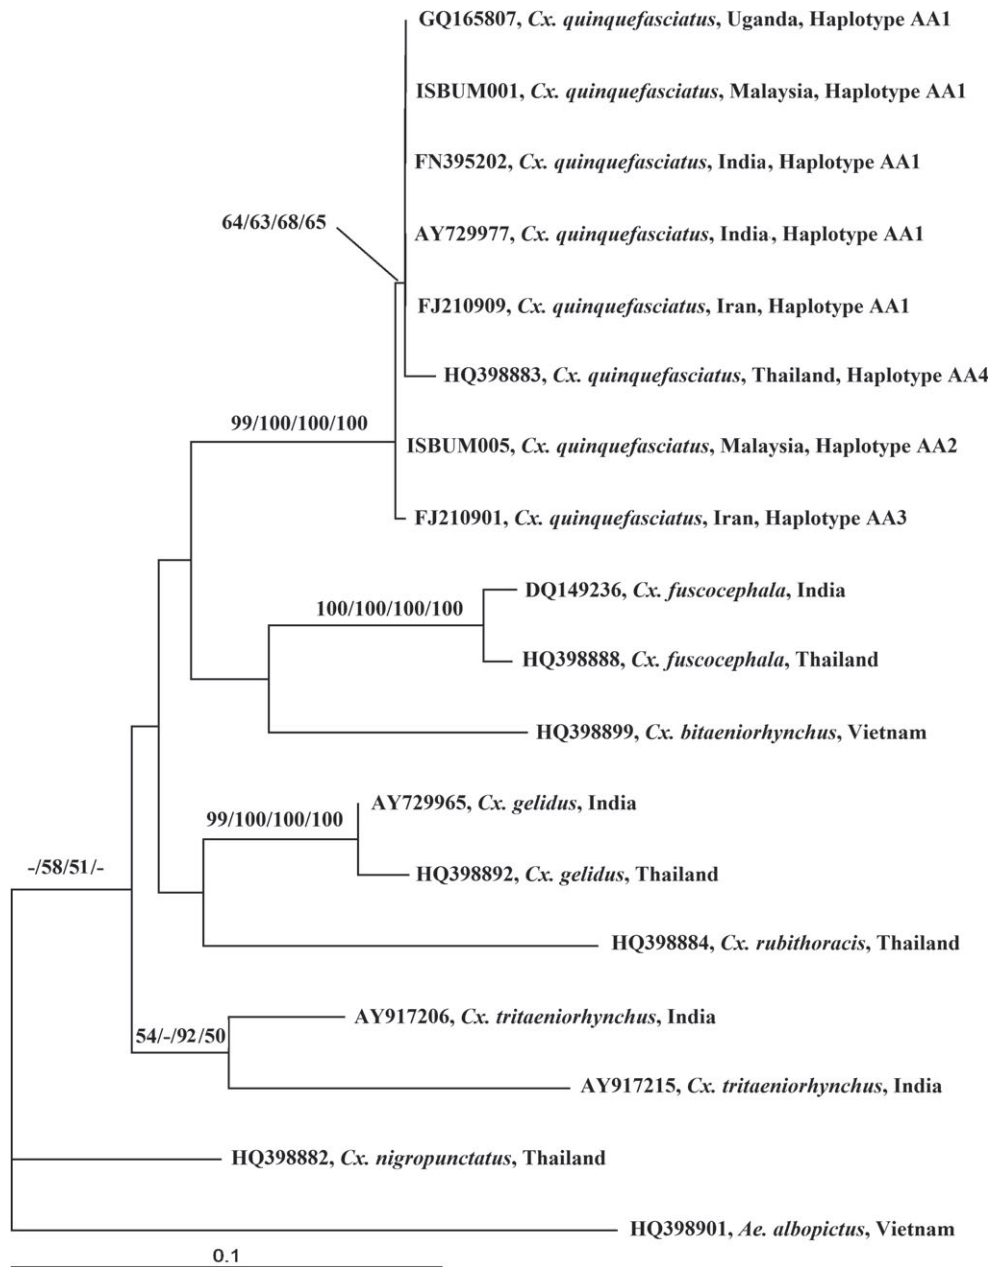 GQ165807, Cx. quinquefasciatus, Uganda, Haplotype AA1
ISBUM001, Cx. quinquefasciatus, Malaysia, Haplotype AA1
FN395202, Cx. quinquefasciatus, India, Haplotype AA1
64/63/68/65
AY729977, Cx. quinquefasciatus, India, Haplotype AA1
FJ210909, Cx. quinquefasciatus, Iran, Haplotype AA1
HQ398883, Cx. quinquefasciatus, Thailand, Haplotype AA4
99/100/100/100
ISBUM005, Cx. quinquefasciatus, Malaysia, Haplotype AA2
FJ210901, Cx. quinquefasciatus, Iran, Haplotype AA3
DQ149236, Cx. fuscocephala, India
100/100/100/100
HQ398888, Cx. fuscocephala, Thailand
HQ398899, Cx. bitaeniorhynchus, Vietnam
AY729965, Cx. gelidus, India
99/100/100/100
-/58/51/-
HQ398892, Cx. gelidus, Thailand
HQ398884, Cx. rubithoracis, Thailand
AY917206, Cx. tritaeniorhynchus, India
54/-/92/50
AY917215, Cx. tritaeniorhynchus, India
HQ398882, Cx. nigropunctatus, Thailand
HQ398901, Ae. albopictus, Vietnam
0.1